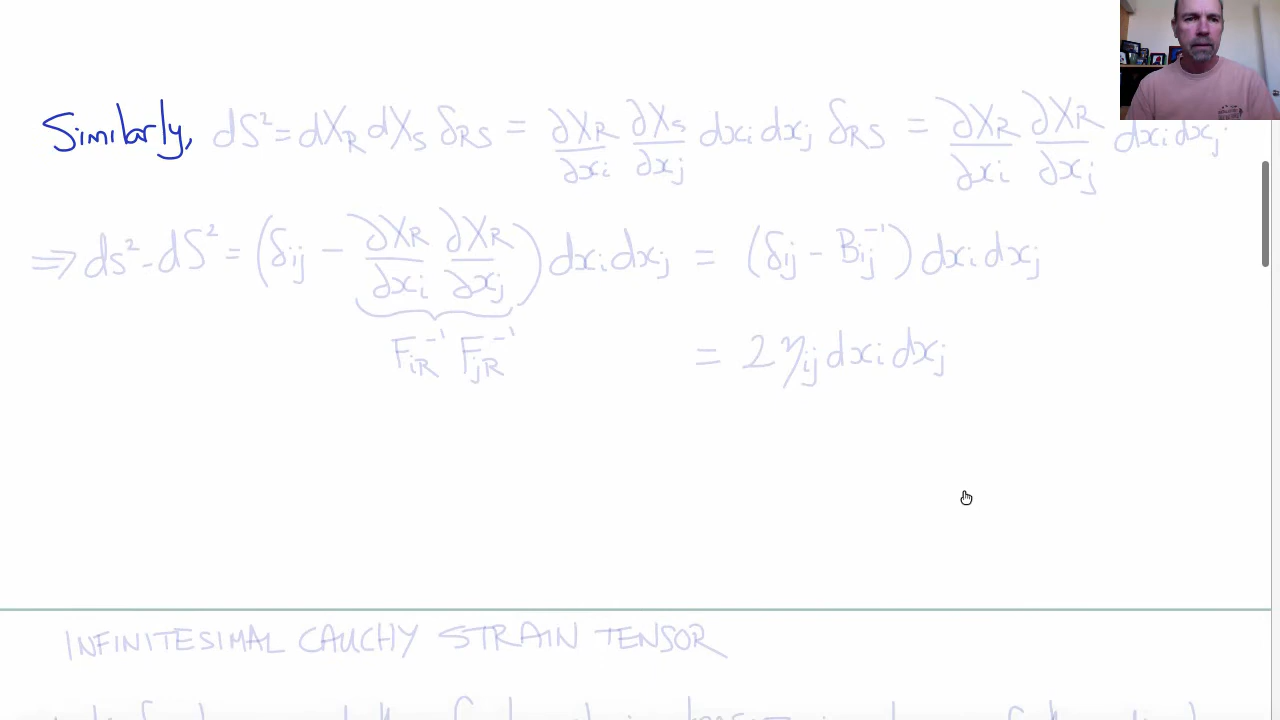 Similarly, dS² = dX_R dX_S δ_RS = ∂X_R/∂x_i ∂X_S/∂x_j dx_i dx_j δ_RS = ∂X_R/∂x_i ∂X_R/∂x_j dx_i dx_j
⇒ ds² - dS² = (δ_ij - ∂X_R/∂x_i ∂X_R/∂x_j) dx_i dx_j = (δ_ij - B_ij⁻¹) dx_i dx_j
F_iR⁻¹ F_jR⁻¹ = 2 η_ij dx_i dx_j
INFINITESIMAL CAUCHY STRAIN TENSOR